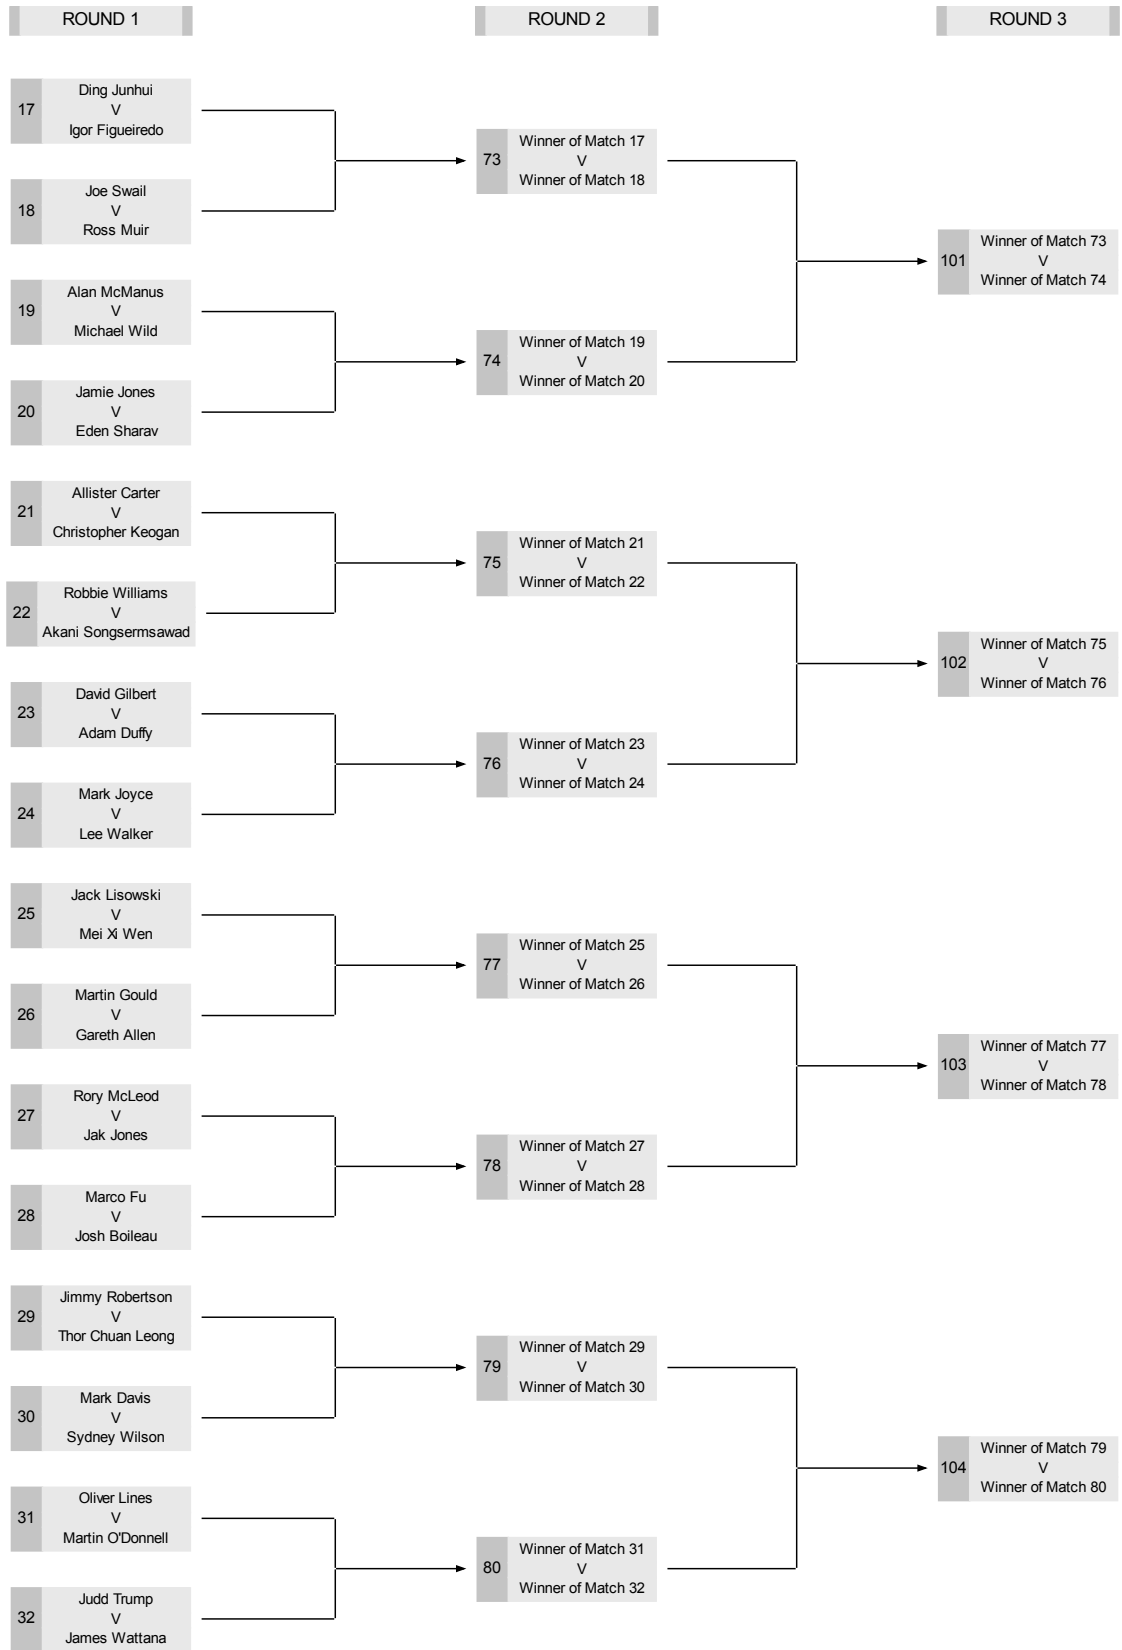 ROUND 1
ROUND 2
ROUND 3
17
Ding Junhui
V
Igor Figueiredo
18
Joe Swail
V
Ross Muir
19
Alan McManus
V
Michael Wild
20
Jamie Jones
V
Eden Sharav
21
Allister Carter
V
Christopher Keogan
22
Robbie Williams
V
Akani Songsermsawad
23
David Gilbert
V
Adam Duffy
24
Mark Joyce
V
Lee Walker
25
Jack Lisowski
V
Mei Xi Wen
26
Martin Gould
V
Gareth Allen
27
Rory McLeod
V
Jak Jones
28
Marco Fu
V
Josh Boileau
29
Jimmy Robertson
V
Thor Chuan Leong
30
Mark Davis
V
Sydney Wilson
31
Oliver Lines
V
Martin O'Donnell
32
Judd Trump
V
James Wattana
73
Winner of Match 17
V
Winner of Match 18
74
Winner of Match 19
V
Winner of Match 20
75
Winner of Match 21
V
Winner of Match 22
76
Winner of Match 23
V
Winner of Match 24
77
Winner of Match 25
V
Winner of Match 26
78
Winner of Match 27
V
Winner of Match 28
79
Winner of Match 29
V
Winner of Match 30
80
Winner of Match 31
V
Winner of Match 32
101
Winner of Match 73
V
Winner of Match 74
102
Winner of Match 75
V
Winner of Match 76
103
Winner of Match 77
V
Winner of Match 78
104
Winner of Match 79
V
Winner of Match 80